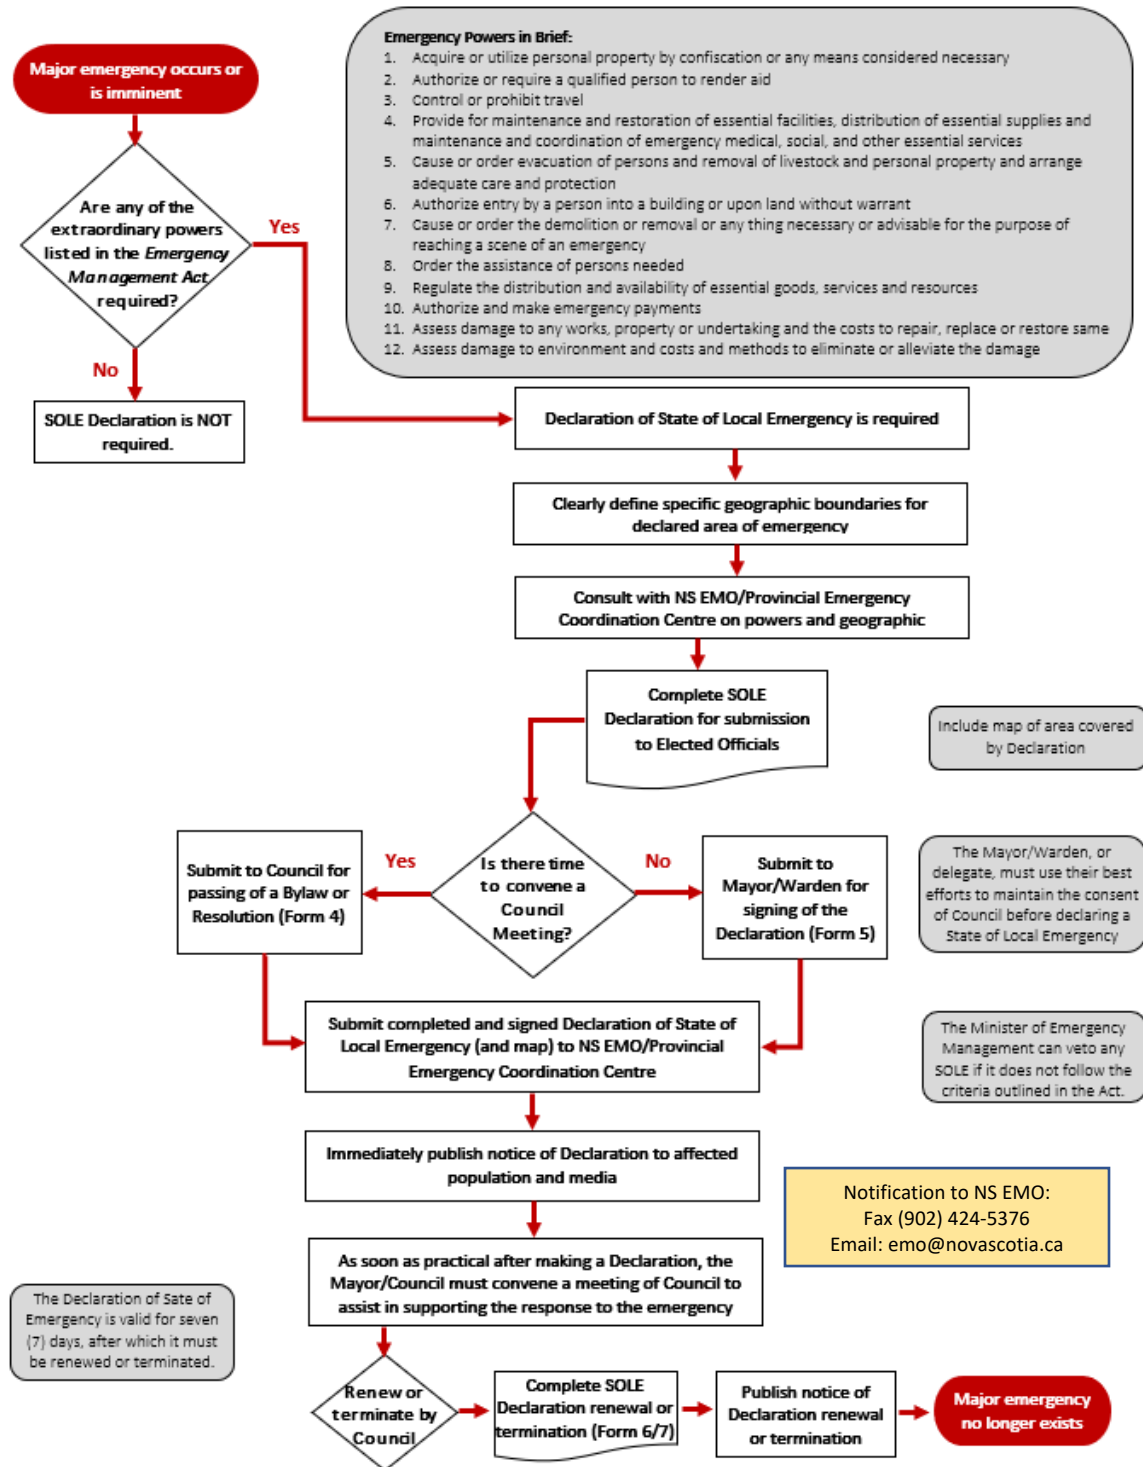 Major emergency occurs or
is imminent
Emergency Powers in Brief:
1. Acquire or utilize personal property by confiscation or any means considered necessary
2. Authorize or require a qualified person to render aid
3. Control or prohibit travel
4. Provide for maintenance and restoration of essential facilities, distribution of essential supplies and
maintenance and coordination of emergency medical, social, and other essential services
5. Cause or order evacuation of persons and removal of livestock and personal property and arrange
adequate care and protection
6. Authorize entry by a person into a building or upon land without warrant
7. Cause or order the demolition or removal or any thing necessary or advisable for the purpose of
reaching a scene of an emergency
8. Order the assistance of persons needed
9. Regulate the distribution and availability of essential goods, services and resources
10. Authorize and make emergency payments
11. Assess damage to any works, property or undertaking and the costs to repair, replace or restore same
12. Assess damage to environment and costs and methods to eliminate or alleviate the damage
Are any of the
extraordinary powers
listed in the Emergency
Management Act
required?
Yes
No
SOLE Declaration is NOT
required.
Declaration of State of Local Emergency is required
Clearly define specific geographic boundaries for
declared area of emergency
Consult with NS EMO/Provincial Emergency
Coordination Centre on powers and geographic
Complete SOLE
Declaration for submission
to Elected Officials
Include map of area covered
by Declaration
Is there time
to convene a
Council
Meeting?
Yes
No
Submit to Council for
passing of a Bylaw or
Resolution (Form 4)
Submit to
Mayor/Warden for
signing of the
Declaration (Form 5)
The Mayor/Warden, or
delegate, must use their best
efforts to maintain the consent
of Council before declaring a
State of Local Emergency
Submit completed and signed Declaration of State of
Local Emergency (and map) to NS EMO/Provincial
Emergency Coordination Centre
The Minister of Emergency
Management can veto any
SOLE if it does not follow the
criteria outlined in the Act.
Immediately publish notice of Declaration to affected
population and media
Notification to NS EMO:
Fax (902) 424-5376
Email: emo@novascotia.ca
As soon as practical after making a Declaration, the
Mayor/Council must convene a meeting of Council to
assist in supporting the response to the emergency
The Declaration of Sate of
Emergency is valid for seven
(7) days, after which it must
be renewed or terminated.
Renew or
terminate by
Council
Complete SOLE
Declaration renewal or
termination (Form 6/7)
Publish notice of
Declaration renewal
or termination
Major emergency
no longer exists